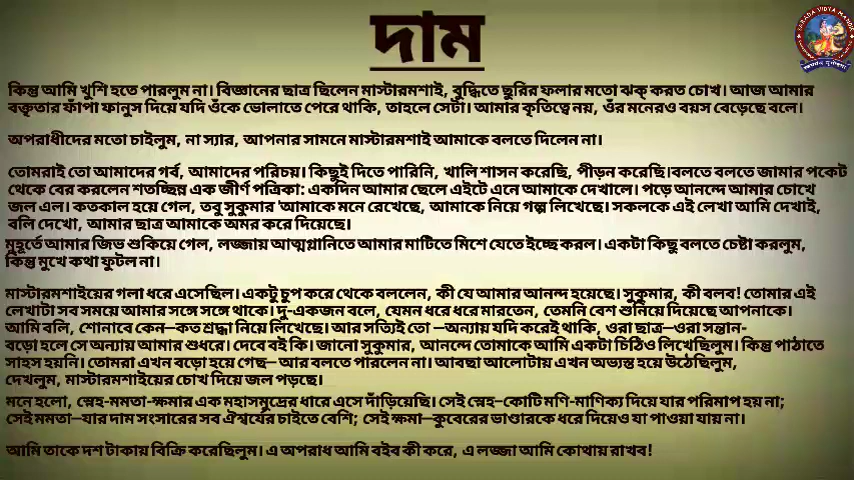 দাম
কিন্তু আমি খুশি হতে পারলুম না। বিজ্ঞানের ছাত্র ছিলেন মাস্টারমশাই, বুদ্ধিতে ছুরির ফলার মতো ঝক্ করত চোখ। আজ আমার
বক্তৃতার ফাঁপা ফানুস দিয়ে যদি ওঁকে ভোলাতে পেরে থাকি, তাহলে সেটা। আমার কৃতিত্বে নয়, ওঁর মনেরও বয়স বেড়েছে বলে।
অপরাধীদের মতো চাইলুম, না স্যার, আপনার সামনে মাস্টারমশাই আমাকে বলতে দিলেন না।
তোমরাই তো আমাদের গর্ব, আমাদের পরিচয়। কিছুই দিতে পারিনি, খালি শাসন করেছি, পীড়ন করেছি।বলতে বলতে জামার পকেট
থেকে বের করলেন শতচ্ছিন্ন এক জীর্ণ পত্রিকা: একদিন আমার ছেলে এইটে এনে আমাকে দেখালে। পড়ে আনন্দে আমার চোখে
জল এল। কতকাল হয়ে গেল, তবু সুকুমার 'আমাকে মনে রেখেছে, আমাকে নিয়ে গল্প লিখেছে। সকলকে এই লেখা আমি দেখাই,
বলি দেখো, আমার ছাত্র আমাকে অমর করে দিয়েছে।
মুহূর্তে আমার জিভ শুকিয়ে গেল, লজ্জায় আত্মগ্লানিতে আমার মাটিতে মিশে যেতে ইচ্ছে করল। একটা কিছু বলতে চেষ্টা করলুম,
কিন্তু মুখে কথা ফুটল না।
মাস্টারমশাইয়ের গলা ধরে এসেছিল। একটু চুপ করে থেকে বললেন, কী যে আমার আনন্দ হয়েছে। সুকুমার, কী বলব! তোমার এই
লেখাটা সব সময়ে আমার সঙ্গে সঙ্গে থাকে। দু-একজন বলে, যেমন ধরে ধরে মারতেন, তেমনি বেশ শুনিয়ে দিয়েছে আপনাকে।
আমি বলি, শোনাবে কেন—কত শ্রদ্ধা নিয়ে লিখেছে। আর সত্যিই তো —অন্যায় যদি করেই থাকি, ওরা ছাত্র—ওরা সন্তান-
বড়ো হলে সে অন্যায় আমার শুধরে। দেবে বই কি। জানো সুকুমার, আনন্দে তোমাকে আমি একটা চিঠিও লিখেছিলুম। কিন্তু পাঠাতে
সাহস হয়নি। তোমরা এখন বড়ো হয়ে গেছ—আর বলতে পারলেন না। আবছা আলোটায় এখন অভ্যস্ত হয়ে উঠেছিলুম,
দেখলুম, মাস্টারমশাইয়ের চোখ দিয়ে জল পড়ছে।
মনে হলো, স্নেহ-মমতা-ক্ষমার এক মহাসমুদ্রের ধারে এসে দাঁড়িয়েছি। সেই স্নেহ—কোটি মণি-মাণিক্য দিয়ে যার পরিমাপ হয় না;
সেই মমতা—যার দাম সংসারের সব ঐশ্বর্যের চাইতে বেশি; সেই ক্ষমা—কুবেরের ভাণ্ডারকে ধরে দিয়েও যা পাওয়া যায় না।
আমি তাকে দশ টাকায় বিক্রি করেছিলুম। এ অপরাধ আমি বইব কী করে, এ লজ্জা আমি কোথায় রাখব!